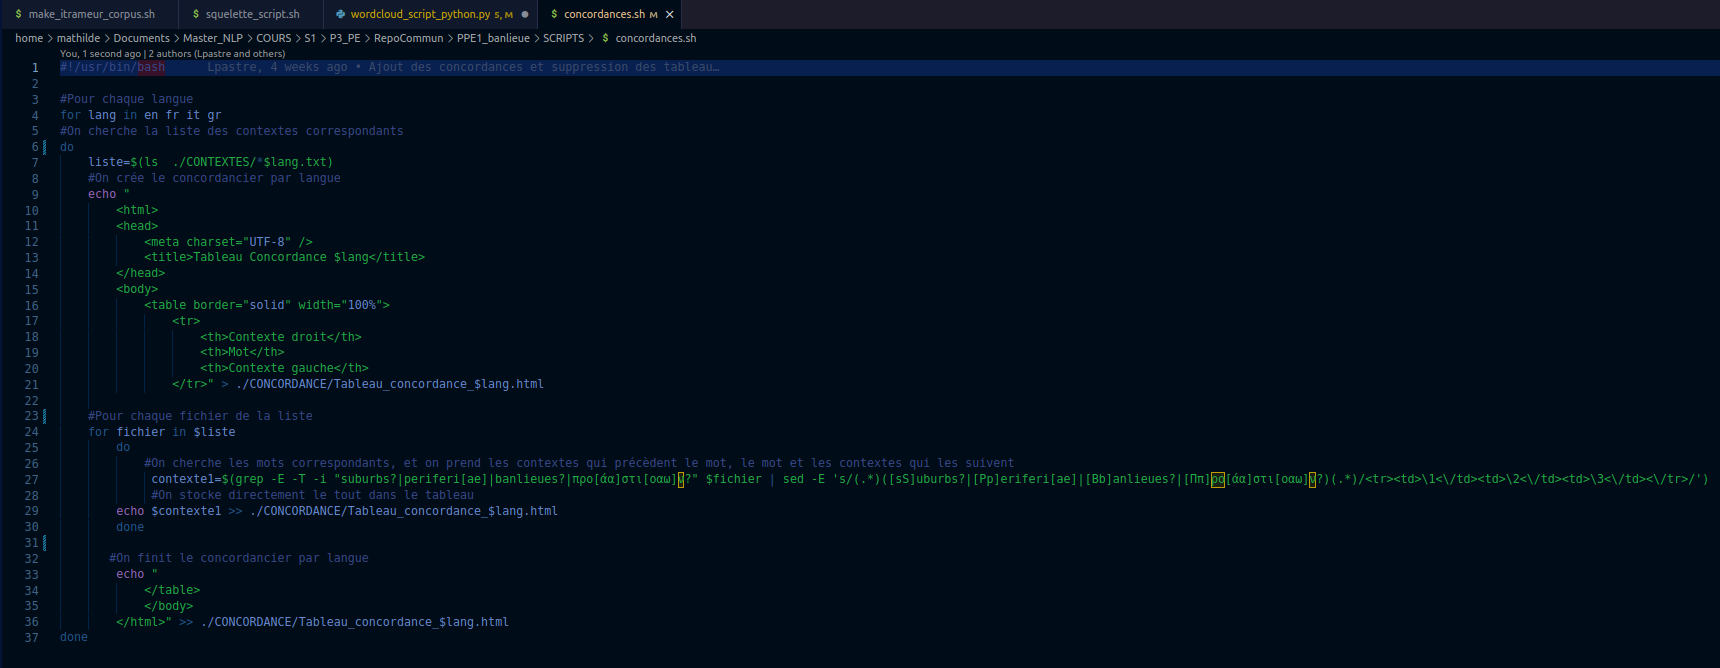 $ make_itrameur_corpus.sh $ squelette_script.sh wordcloud_script_python.py 5, M ● $ concordances.sh M ×
home > mathilde > Documents > Master_NLP > COURS > S1 > P3_PE > RepoCommun > PPE1_banlieue > SCRIPTS > $ concordances.sh
You, 1 second ago | 2 authors (Lpastre and others)
1 #!/usr/bin/bash Lpastre, 4 weeks ago • Ajout des concordances et suppression des tableau…
2
3 #Pour chaque langue
4 for lang in en fr it gr
5 #On cherche la liste des contextes correspondants
6 do
7 liste=$(ls ./CONTEXTES/*$lang.txt)
8 #On crée le concordancier par langue
9 echo "
10 <html>
11 <head>
12 <meta charset="UTF-8" />
13 <title>Tableau Concordance $lang</title>
14 </head>
15 <body>
16 <table border="solid" width="100%">
17 <tr>
18 <th>Contexte droit</th>
19 <th>Mot</th>
20 <th>Contexte gauche</th>
21 </tr>" > ./CONCORDANCE/Tableau_concordance_$lang.html
22
23 #Pour chaque fichier de la liste
24 for fichier in $liste
25 do
26 #On cherche les mots correspondants, et on prend les contextes qui précèdent le mot, le mot et les contextes qui les suivent
27 contexte1=$(grep -E -T -i "suburbs?|periferi[ae]|banlieues?|προ[άα]στι[οαω]ν?" $fichier | sed -E 's/(.*)([sS]uburbs?|[Pp]eriferi[ae]|[Bb]anlieues?|[Ππ]ρο[άα]στι[οαω]ν?)(.*)/<tr><td>\1<\/td><td>\2<\/td><td>\3<\/td><\/tr>/')
28 #On stocke directement le tout dans le tableau
29 echo $contexte1 >> ./CONCORDANCE/Tableau_concordance_$lang.html
30 done
31
32 #On finit le concordancier par langue
33 echo "
34 </table>
35 </body>
36 </html>" >> ./CONCORDANCE/Tableau_concordance_$lang.html
37 done